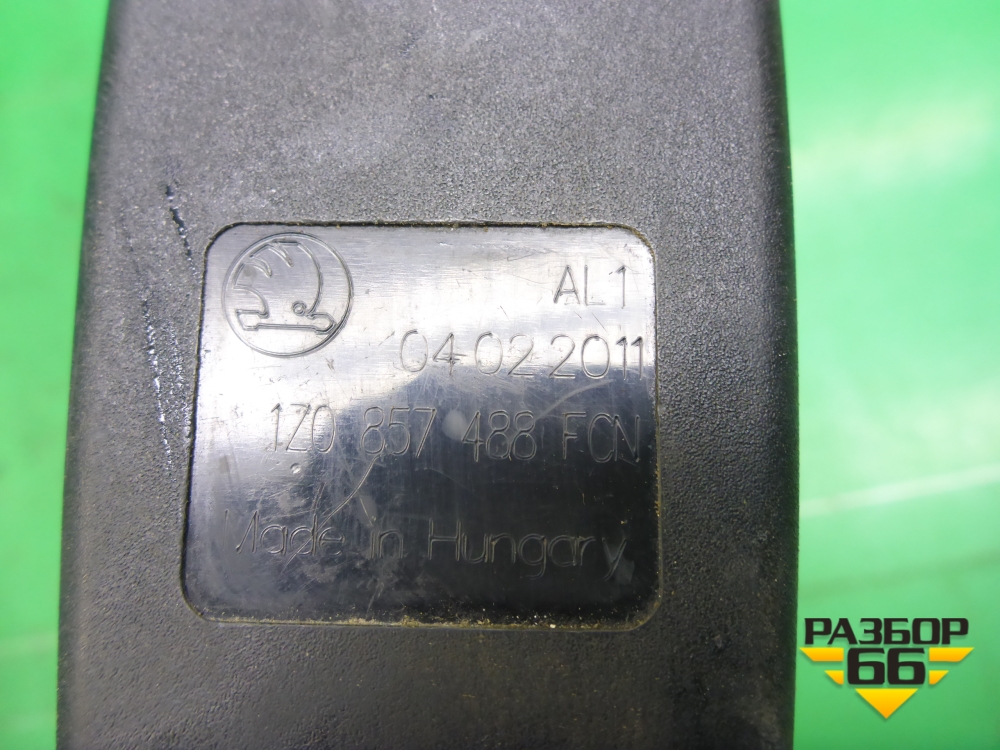 AL1
04 02 2011
1Z0 857 488 FCN
Made in Hungary
РАЗБОР
66